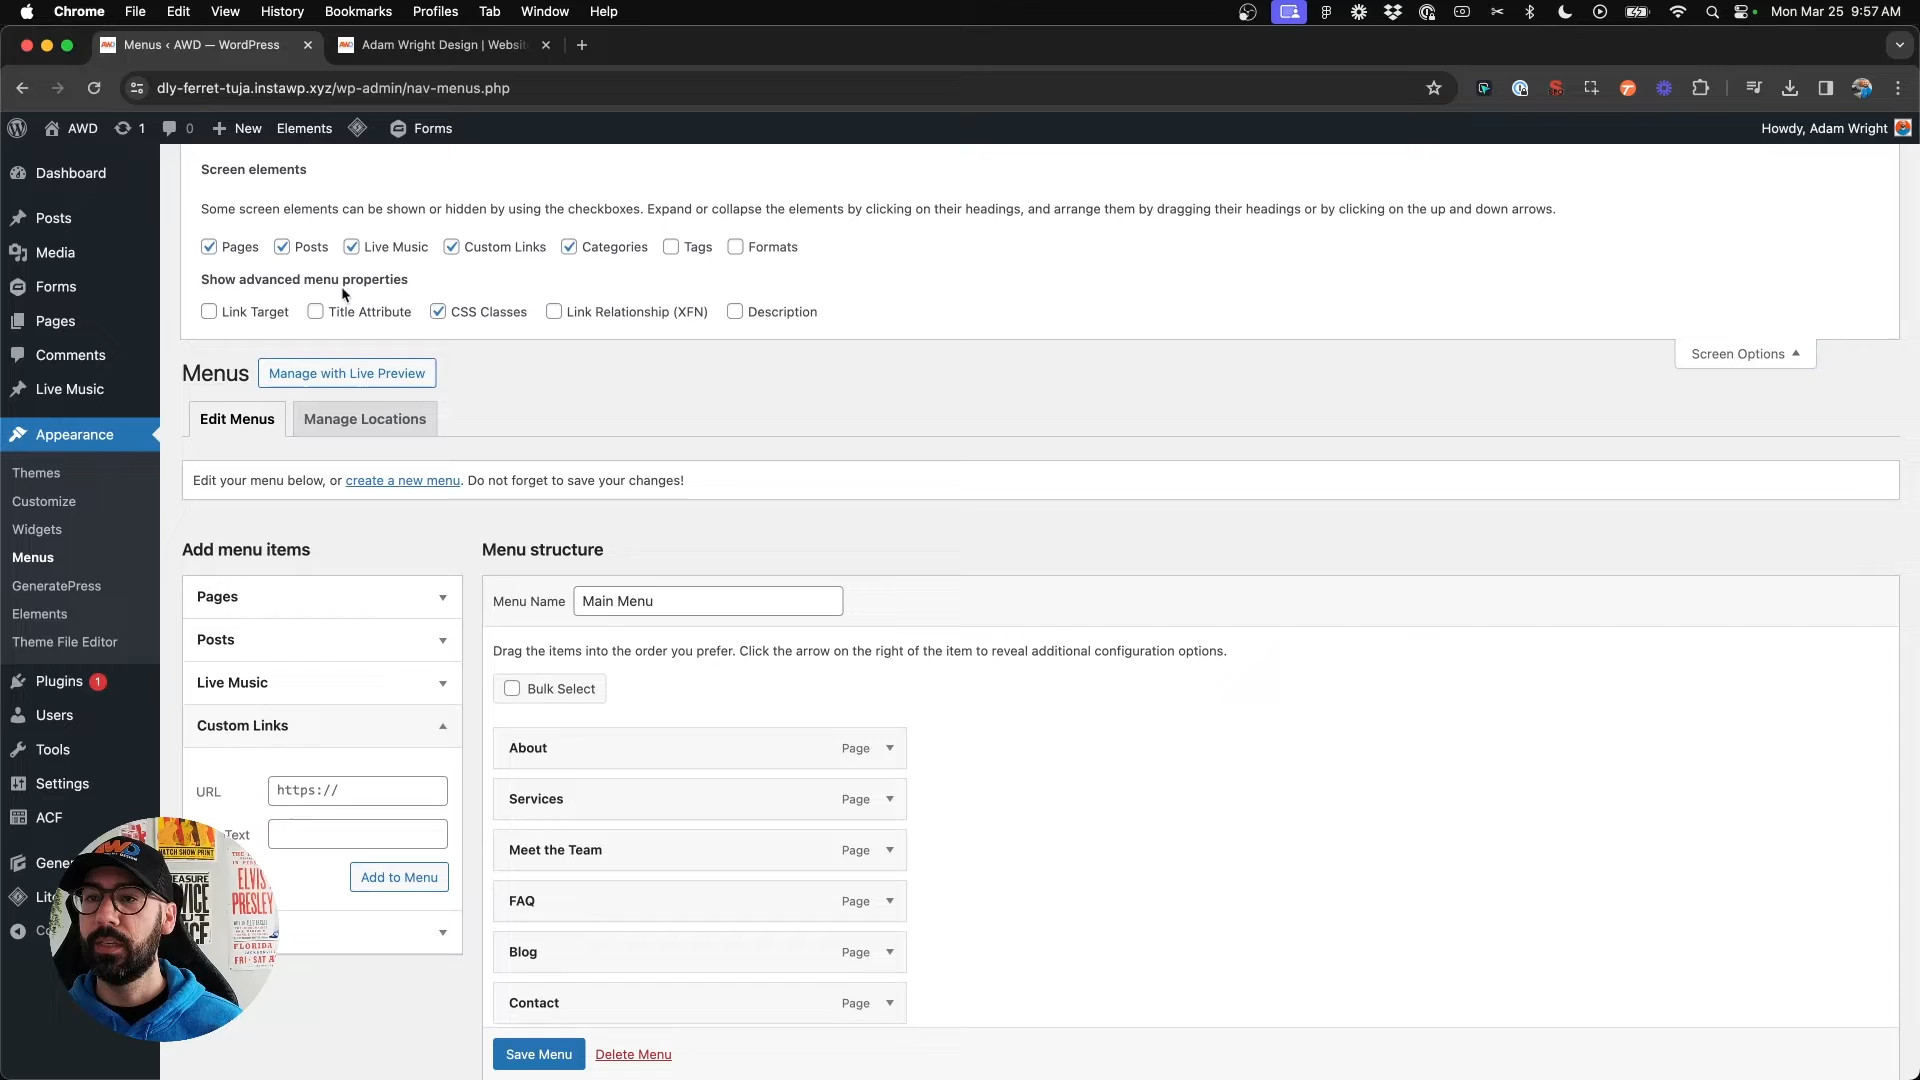 Chrome File Edit View History Bookmarks Profiles Tab Window Help Mon Mar 25 9:57 AM
Menus ‹ AWD — WordPress
Adam Wright Design | Websit
dly-ferret-tuja.instawp.xyz/wp-admin/nav-menus.php
AWD 1 0 New Elements Forms Howdy, Adam Wright
Dashboard
Posts
Media
Forms
Pages
Comments
Live Music
Appearance
Themes
Customize
Widgets
Menus
GeneratePress
Elements
Theme File Editor
Plugins 1
Users
Tools
Settings
ACF
Gene
Lite
Co
Screen elements
Some screen elements can be shown or hidden by using the checkboxes. Expand or collapse the elements by clicking on their headings, and arrange them by dragging their headings or by clicking on the up and down arrows.
Pages Posts Live Music Custom Links Categories Tags Formats
Show advanced menu properties
Link Target Title Attribute CSS Classes Link Relationship (XFN) Description
Screen Options
Menus Manage with Live Preview
Edit Menus Manage Locations
Edit your menu below, or create a new menu. Do not forget to save your changes!
Add menu items
Pages
Posts
Live Music
Custom Links
URL https://
Text
Add to Menu
Menu structure
Menu Name Main Menu
Drag the items into the order you prefer. Click the arrow on the right of the item to reveal additional configuration options.
Bulk Select
About Page
Services Page
Meet the Team Page
FAQ Page
Blog Page
Contact Page
Save Menu Delete Menu
AWD
HATCH SHOW PRINT
ELVIS
PRESLEY
FLORIDA